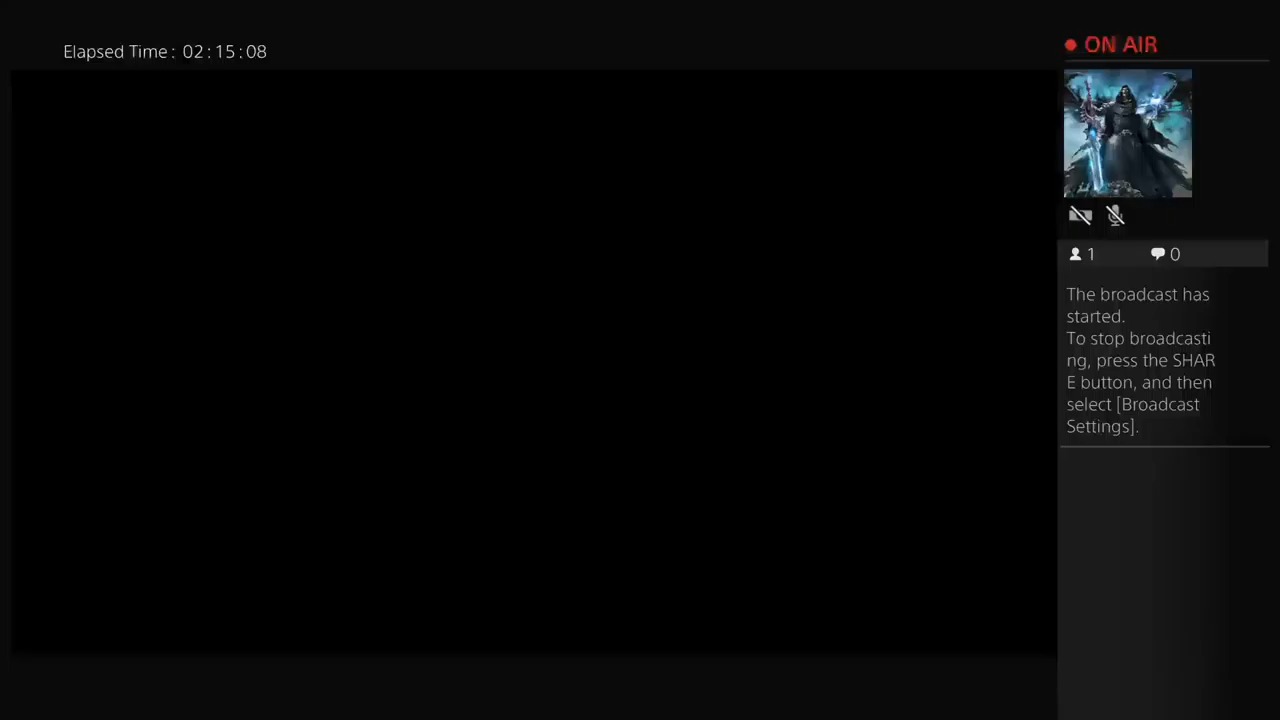 Elapsed Time : 02 : 15 : 08
ON AIR
1
0
The broadcast has
started.
To stop broadcasti
ng, press the SHAR
E button, and then
select [Broadcast
Settings].